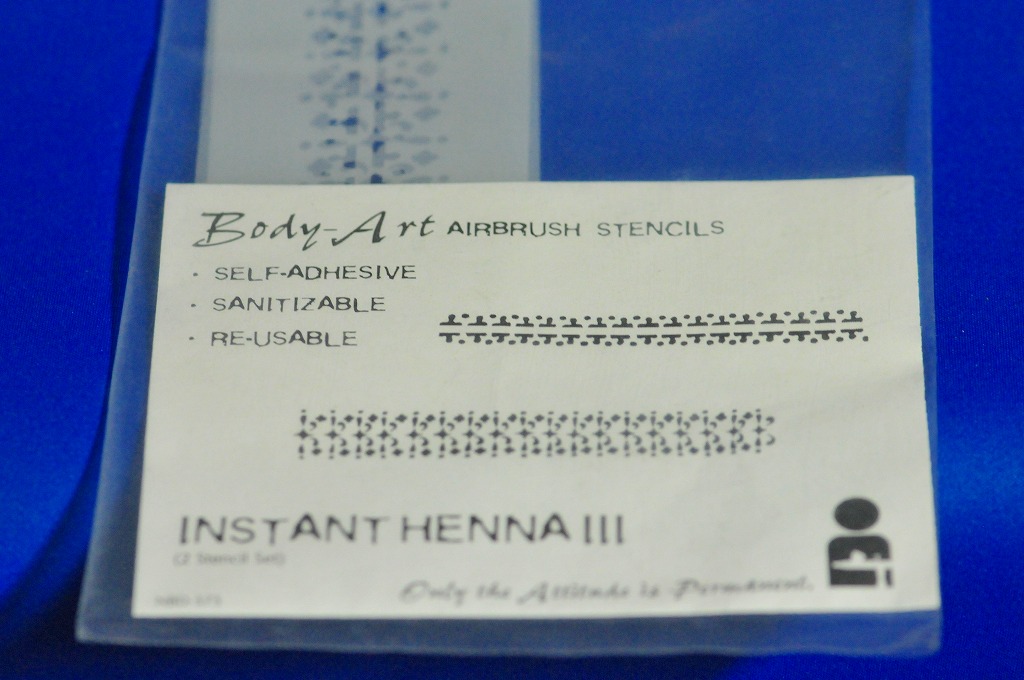 Body-Art AIRBRUSH STENCILS
· SELF-ADHESIVE
· SANITIZABLE
· RE-USABLE
INSTANT HENNA III
(2 Stencil Set)
Only the Attitude is Permanent.